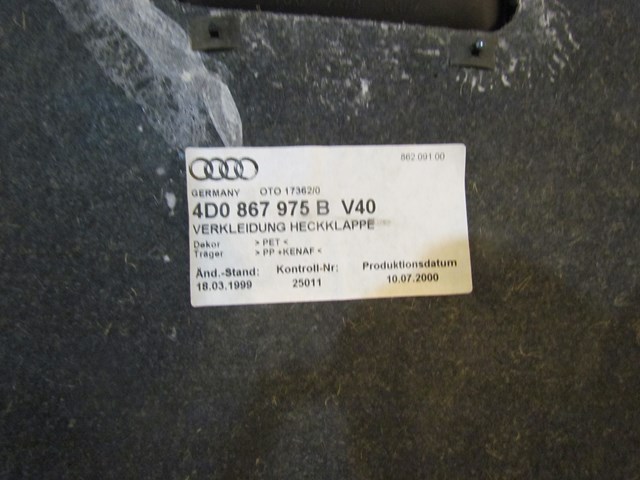 862 091 00
GERMANY OTO 17362/0
4D0 867 975 B V40
VERKLEIDUNG HECKKLAPPE
Dekor > PET <
Träger > PP +KENAF <
Änd.-Stand: Kontroll-Nr: Produktionsdatum
18.03.1999 25011 10.07.2000